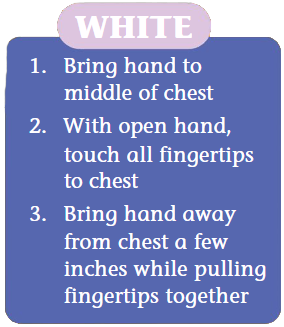 WHITE
1. Bring hand to
middle of chest
2. With open hand,
touch all fingertips
to chest
3. Bring hand away
from chest a few
inches while pulling
fingertips together